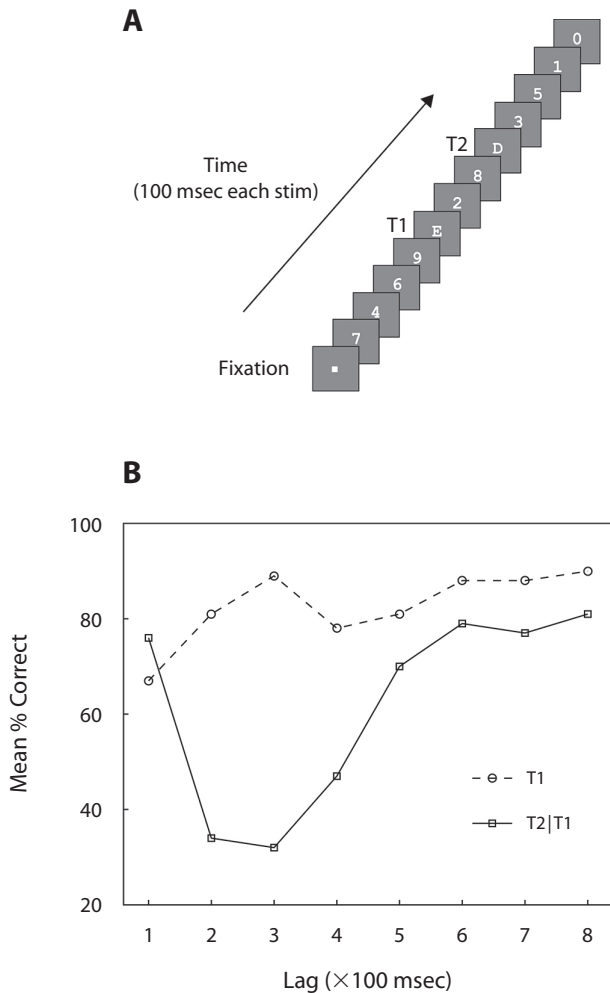 A
0
1
5
3
T2 D
8
2
T1 E
9
6
4
7
Time
(100 msec each stim)
Fixation
B
100
80
60
40
20
Mean % Correct
T1
T2|T1
1 2 3 4 5 6 7 8
Lag (×100 msec)